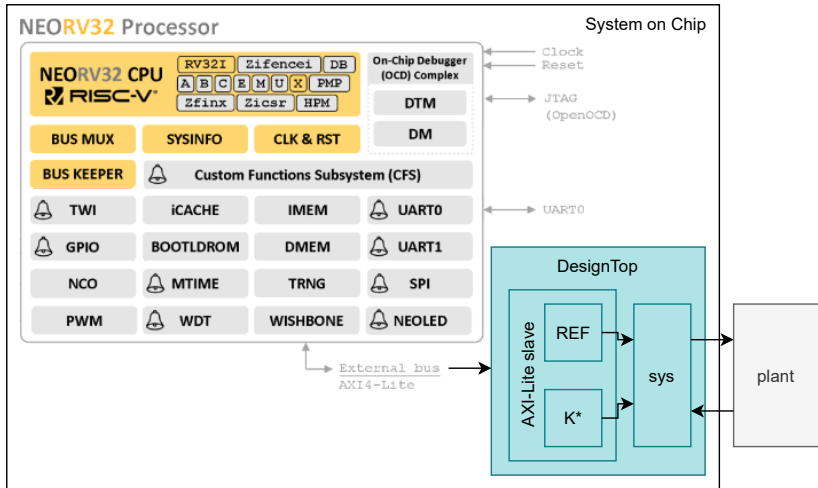 NEORV32 Processor
System on Chip
NEORV32 CPU
RISC-V®
RV32I Zifencei DB
A B C E M U X PMP
Zfinx Zicsr HPM
On-Chip Debugger
(OCD) Complex
DTM
DM
Clock
Reset
JTAG
(OpenOCD)
BUS MUX SYSINFO CLK & RST
BUS KEEPER Custom Functions Subsystem (CFS)
TWI iCACHE IMEM UART0
UART0
GPIO BOOTLDROM DMEM UART1
NCO MTIME TRNG SPI
PWM WDT WISHBONE NEOLED
External bus
AXI4-Lite
DesignTop
AXI-Lite slave
REF
K*
sys
plant